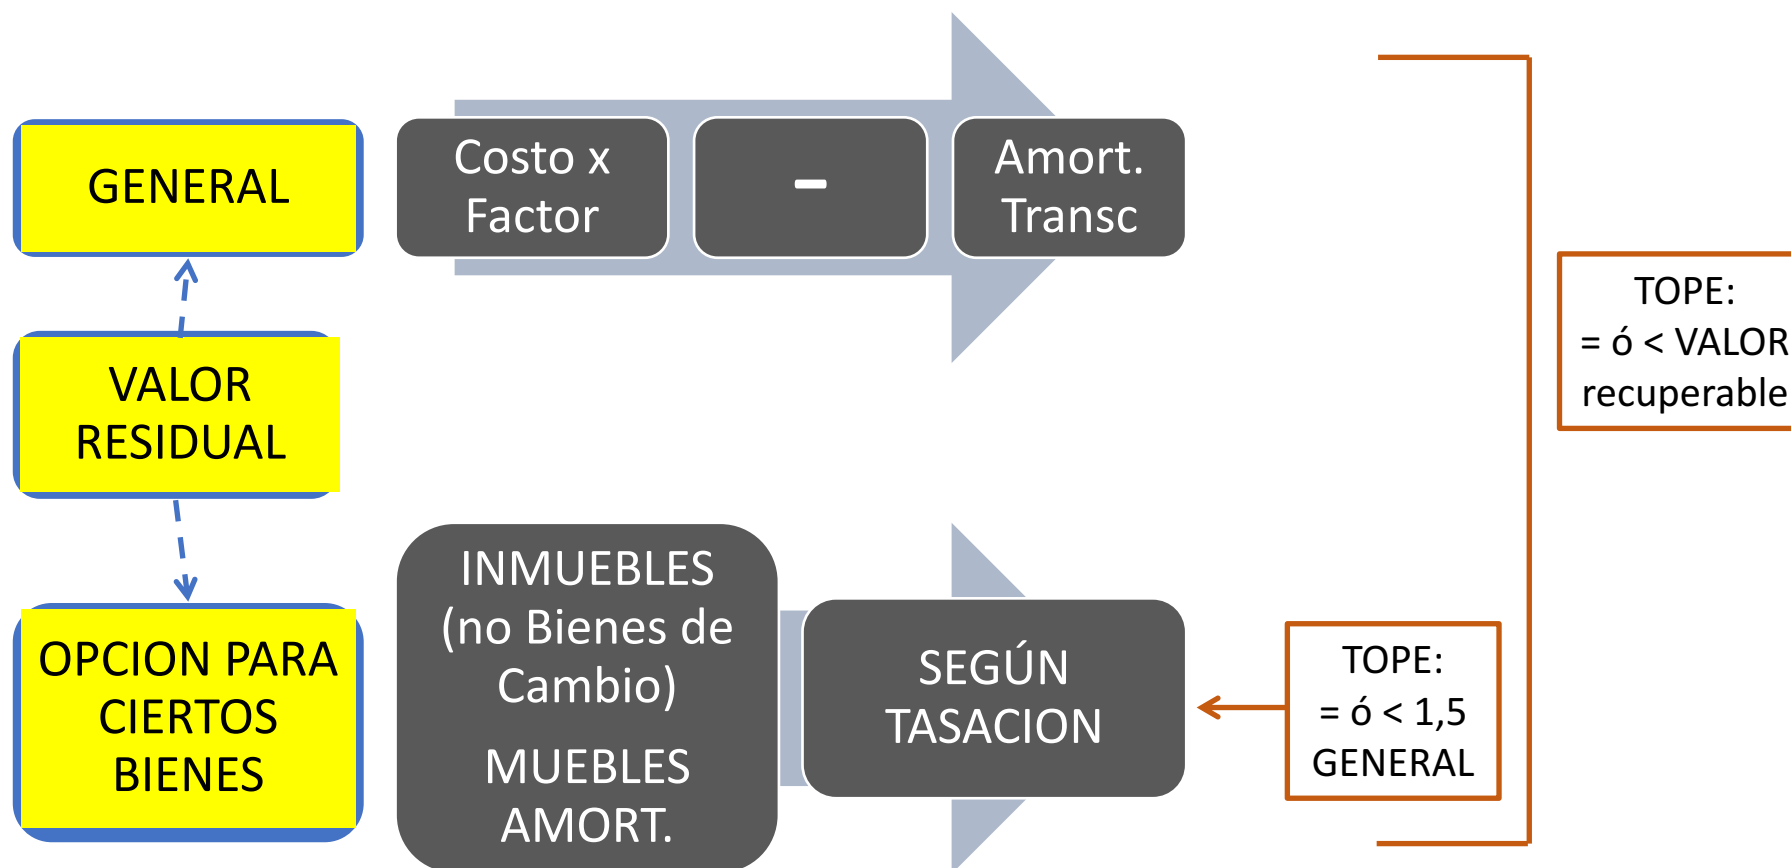 GENERAL
Costo x
Factor
–
Amort.
Transc
VALOR
RESIDUAL
TOPE:
= ó < VALOR
recuperable
OPCION PARA
CIERTOS
BIENES
INMUEBLES
(no Bienes de
Cambio)
MUEBLES
AMORT.
SEGÚN
TASACION
TOPE:
= ó < 1,5
GENERAL